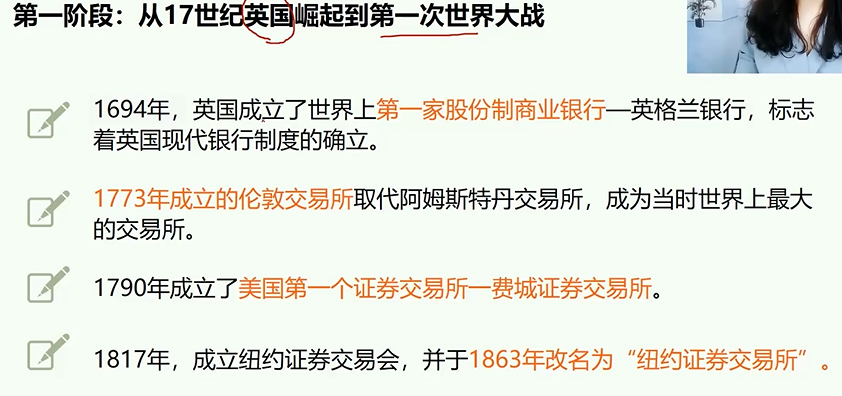 第一阶段：从17世纪英国崛起到第一次世界大战
1694年，英国成立了世界上第一家股份制商业银行—英格兰银行，标志
着英国现代银行制度的确立。
1773年成立的伦敦交易所取代阿姆斯特丹交易所，成为当时世界上最大
的交易所。
1790年成立了美国第一个证券交易所—费城证券交易所。
1817年，成立纽约证券交易会，并于1863年改名为“纽约证券交易所”。